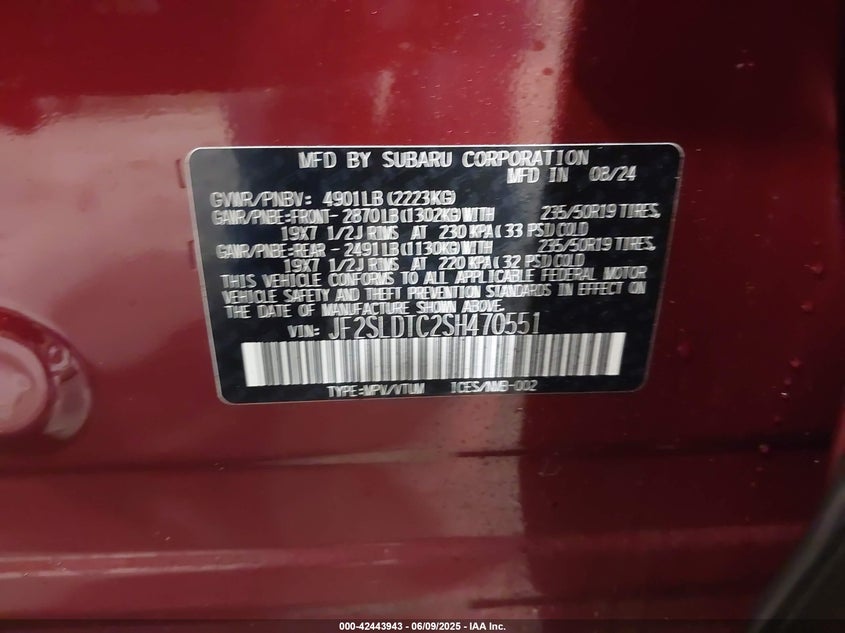 MFD BY SUBARU CORPORATION
MFD IN 08/24
GVWR/PNBV: 4901LB (2223KG)
GAWR/PNBE:FRONT- 2870LB(1302KG)WITH 235/50R19 TIRES,
19X7 1/2J RIMS AT 230 KPA( 33 PSI)COLD
GAWR/PNBE:REAR - 2491LB(1130KG)WITH 235/50R19 TIRES,
19X7 1/2J RIMS AT 220 KPA( 32 PSI)COLD
THIS VEHICLE CONFORMS TO ALL APPLICABLE FEDERAL MOTOR
VEHICLE SAFETY AND THEFT PREVENTION STANDARDS IN EFFECT ON
THE DATE OF MANUFACTURE SHOWN ABOVE.
VIN: JF2SLDTC2SH470551
TYPE:MPV/VTUM ICES/NMB-002
000-42443943 | 06/09/2025 - IAA Inc.